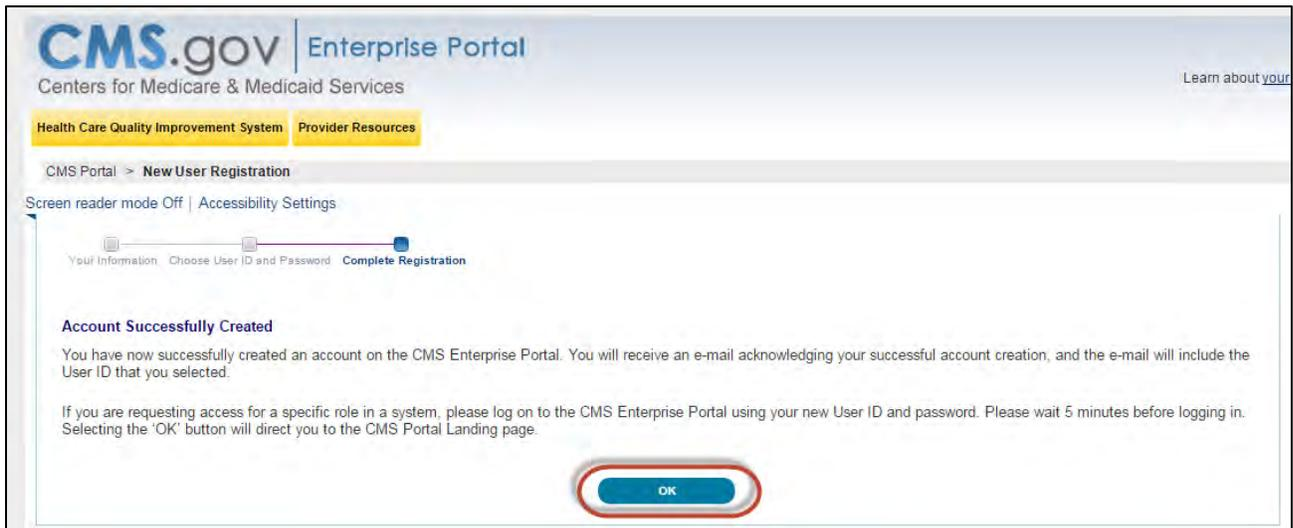 CMS.gov Enterprise Portal
Centers for Medicare & Medicaid Services
Learn about your
Health Care Quality Improvement System Provider Resources
CMS Portal > New User Registration
Screen reader mode Off | Accessibility Settings
Your Information Choose User ID and Password Complete Registration
Account Successfully Created
You have now successfully created an account on the CMS Enterprise Portal. You will receive an e-mail acknowledging your successful account creation, and the e-mail will include the
User ID that you selected.
If you are requesting access for a specific role in a system, please log on to the CMS Enterprise Portal using your new User ID and password. Please wait 5 minutes before logging in.
Selecting the 'OK' button will direct you to the CMS Portal Landing page.
OK